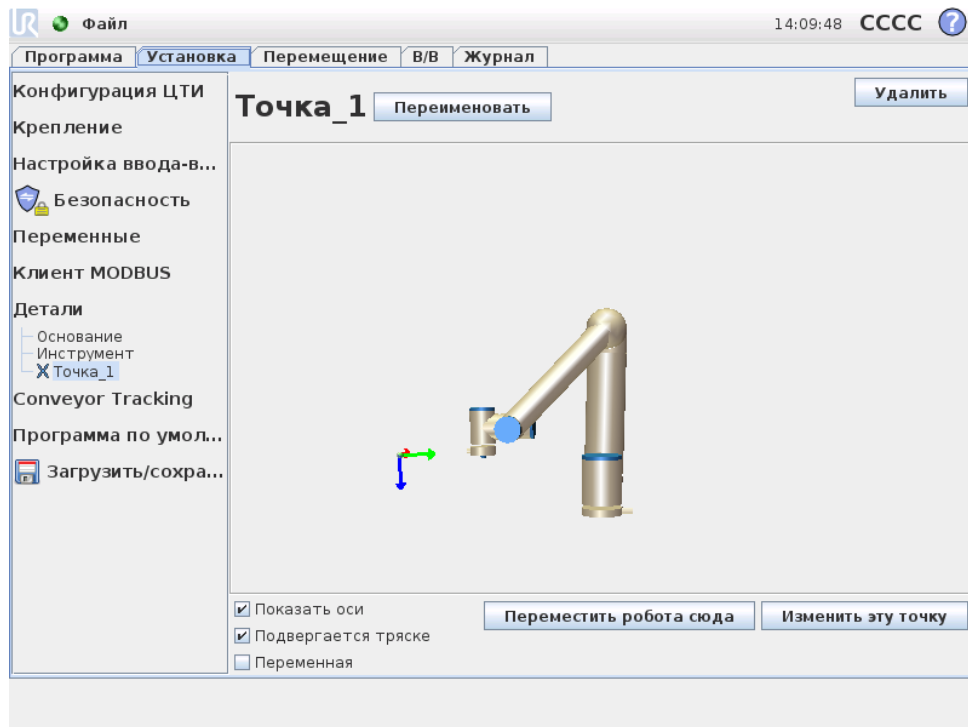 UR Файл 14:09:48 CCCC ?
Программа Установка Перемещение В/В Журнал
Конфигурация ЦТИ
Крепление
Настройка ввода-в...
Безопасность
Переменные
Клиент MODBUS
Детали
Основание
Инструмент
Точка_1
Conveyor Tracking
Программа по умол...
Загрузить/сохра...
Точка_1 Переименовать Удалить
Показать оси
Подвергается тряске
Переменная
Переместить робота сюда Изменить эту точку